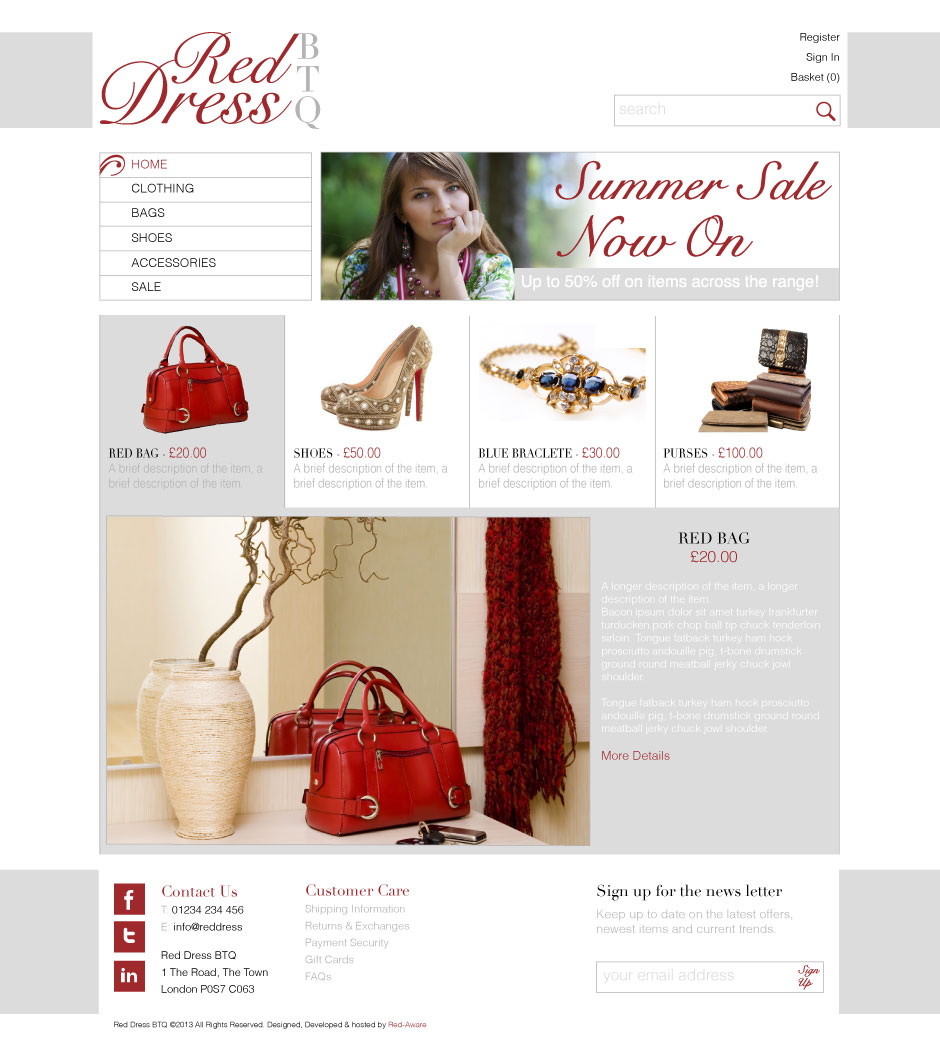 Red Dress BTQ
Register
Sign In
Basket (0)
search
HOME
CLOTHING
BAGS
SHOES
ACCESSORIES
SALE
Summer Sale
Now On
Up to 50% off on items across the range!
RED BAG - £20.00
A brief description of the item, a
brief description of the item.
SHOES - £50.00
A brief description of the item, a
brief description of the item.
BLUE BRACLETE - £30.00
A brief description of the item, a
brief description of the item.
PURSES - £100.00
A brief description of the item, a
brief description of the item.
RED BAG
£20.00
A longer description of the item, a longer
description of the item.
Bacon ipsum dolor sit amet turkey frankfurter
turducken pork chop ball tip chuck tenderloin
sirloin. Tongue fatback turkey ham hock
prosciutto andouille pig, t-bone drumstick
ground round meatball jerky chuck jowl
shoulder.
Tongue fatback turkey ham hock prosciutto
andouille pig, t-bone drumstick ground round
meatball jerky chuck jowl shoulder.
More Details
f
t
in
Contact Us
T: 01234 234 456
E: info@reddress
Red Dress BTQ
1 The Road, The Town
London P0S7 C063
Customer Care
Shipping Information
Returns & Exchanges
Payment Security
Gift Cards
FAQs
Sign up for the news letter
Keep up to date on the latest offers,
newest items and current trends.
your email address
Sign
Up
Red Dress BTQ ©2013 All Rights Reserved. Designed, Developed & hosted by Red-Aware